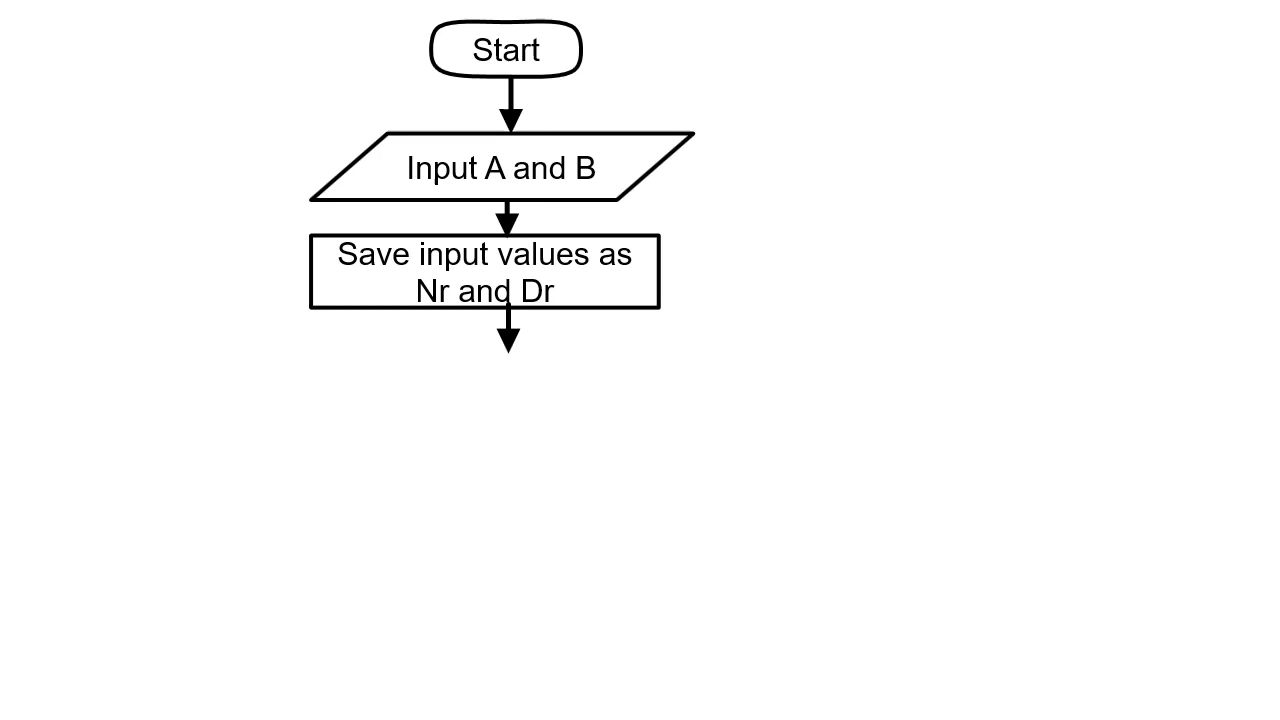 Start
Input A and B
Save input values as
Nr and Dr